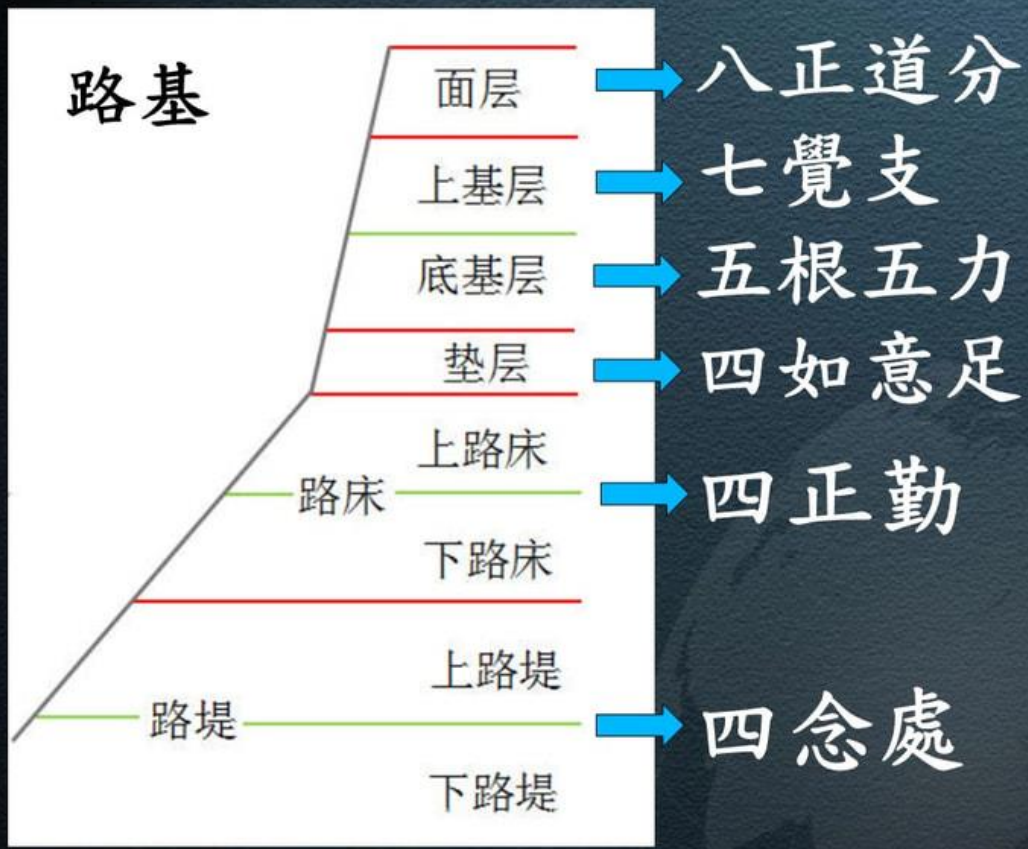 路基
面层
八正道分
上基层
七覺支
底基层
五根五力
垫层
四如意足
上路床
路床
四正勤
下路床
上路堤
路堤
四念處
下路堤